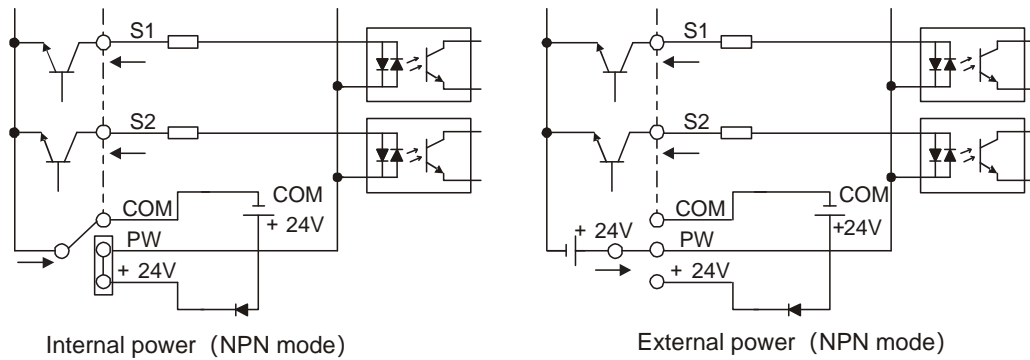 S1
S2
COM
COM
+ 24V
PW
+ 24V
Internal power（NPN mode）
S1
S2
COM
COM
+24V
+ 24V
PW
+ 24V
External power（NPN mode）